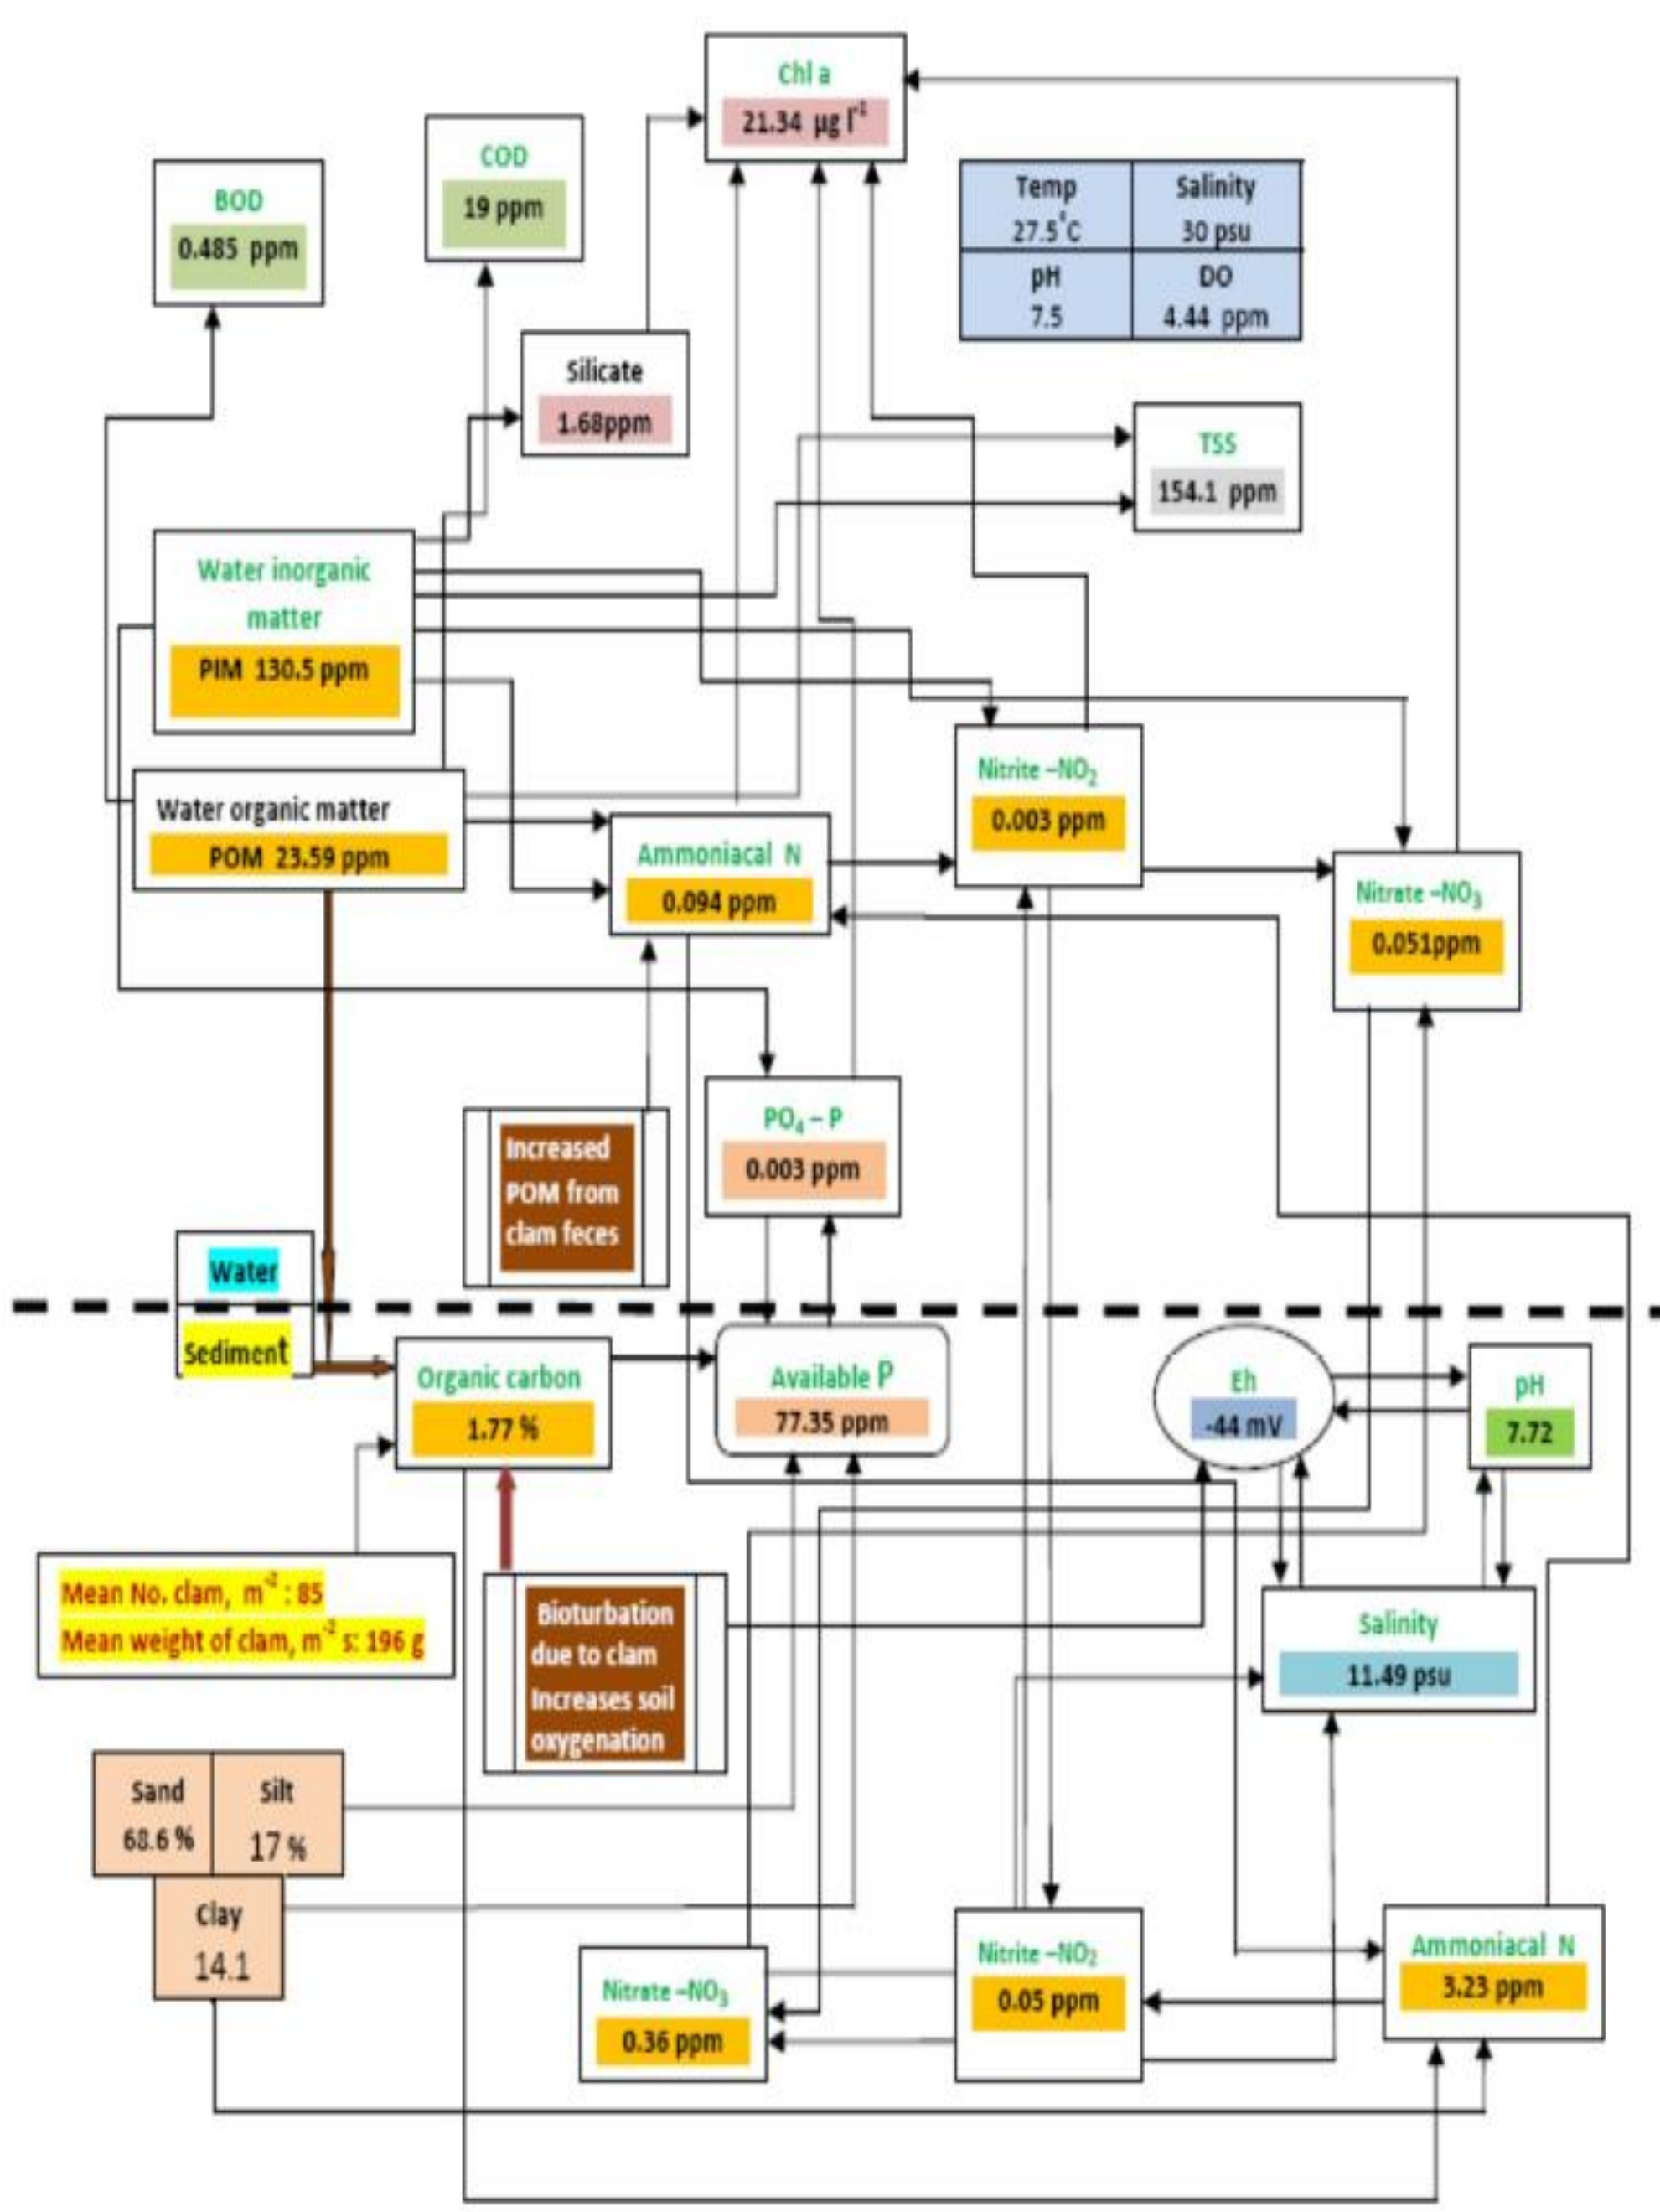 Chl a
21.34 µg l⁻¹
COD
19 ppm
BOD
0.485 ppm
Temp
27.5°C
Salinity
30 psu
pH
7.5
DO
4.44 ppm
Silicate
1.68ppm
TSS
154.1 ppm
Water inorganic
matter
PIM 130.5 ppm
Water organic matter
POM 23.59 ppm
Nitrite –NO₂
0.003 ppm
Ammoniacal N
0.094 ppm
Nitrate –NO₃
0.051ppm
PO₄ – P
0.003 ppm
Increased
POM from
clam feces
Water
Sediment
Organic carbon
1.77 %
Available P
77.35 ppm
Eh
-44 mV
pH
7.72
Mean No. clam, m⁻² : 85
Mean weight of clam, m⁻² s: 196 g
Bioturbation
due to clam
Increases soil
oxygenation
Salinity
11.49 psu
Sand
68.6 %
Silt
17 %
Clay
14.1
Nitrate –NO₃
0.36 ppm
Nitrite –NO₂
0.05 ppm
Ammoniacal N
3.23 ppm